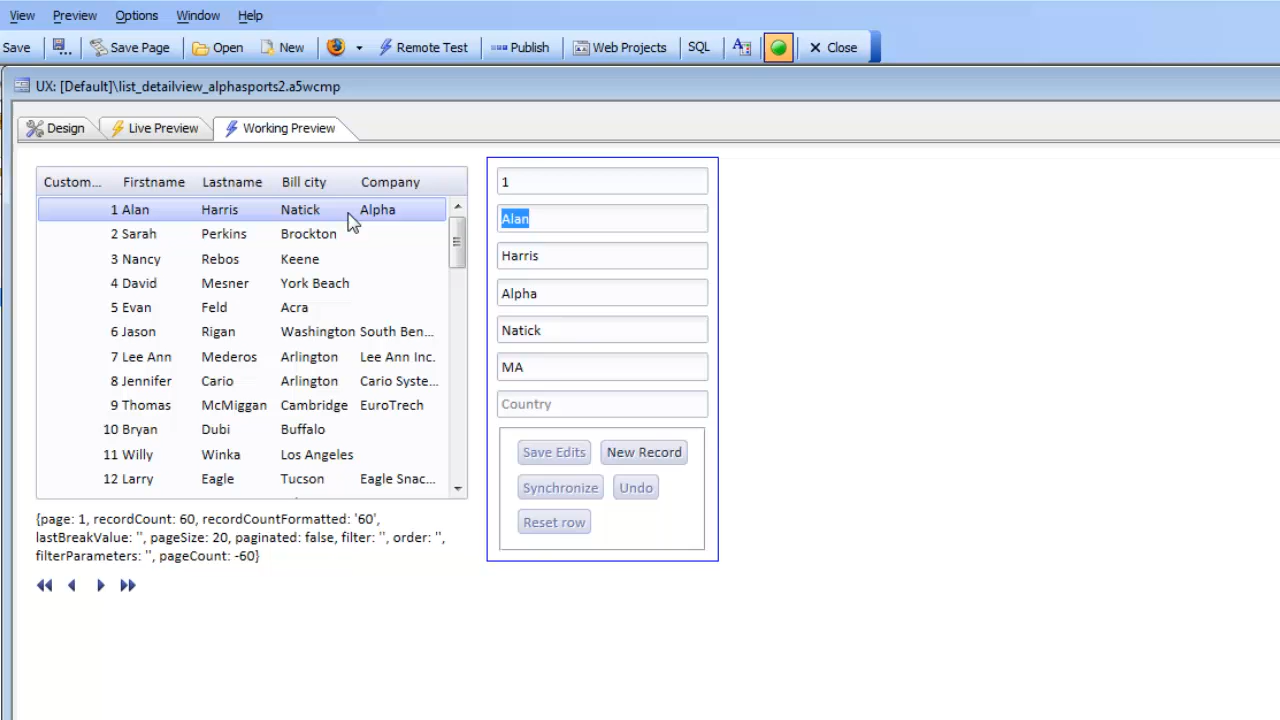 View Preview Options Window Help
Save Save Page Open New Remote Test Publish Web Projects SQL Close
UX: [Default]\list_detailview_alphasports2.a5wcmp
Design Live Preview Working Preview
Custom... Firstname Lastname Bill city Company
1 Alan Harris Natick Alpha
2 Sarah Perkins Brockton
3 Nancy Rebos Keene
4 David Mesner York Beach
5 Evan Feld Acra
6 Jason Rigan Washington South Ben...
7 Lee Ann Mederos Arlington Lee Ann Inc.
8 Jennifer Cario Arlington Cario Syste...
9 Thomas McMiggan Cambridge EuroTrech
10 Bryan Dubi Buffalo
11 Willy Winka Los Angeles
12 Larry Eagle Tucson Eagle Snac...
{page: 1, recordCount: 60, recordCountFormatted: '60',
lastBreakValue: '', pageSize: 20, paginated: false, filter: '', order: '',
filterParameters: '', pageCount: -60}
1
Alan
Harris
Alpha
Natick
MA
Country
Save Edits New Record
Synchronize Undo
Reset row